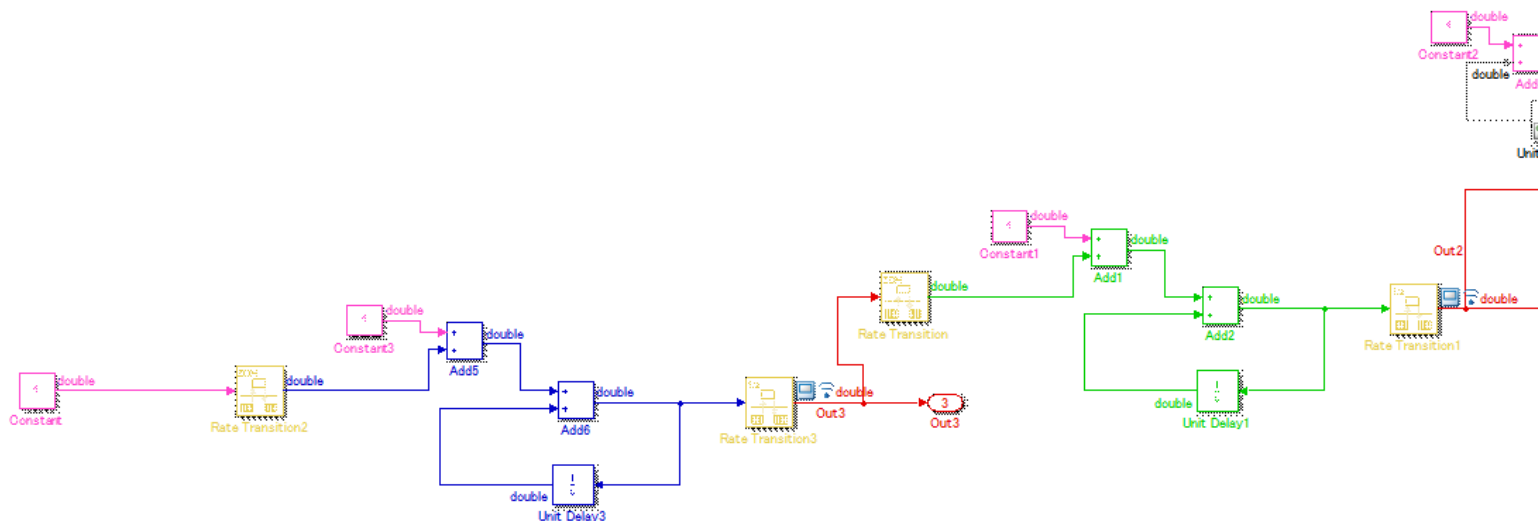 double
Constant2
double
Add
Unit
double
Constant1
double
Add1
Out2
double
double
double
Add2
Rate Transition
Rate Transition1
double
Constant3
double
Add5
double
Unit Delay1
double
Constant
double
Rate Transition2
double
Add6
double
Out3
Rate Transition3
3
Out3
double
Unit Delay3